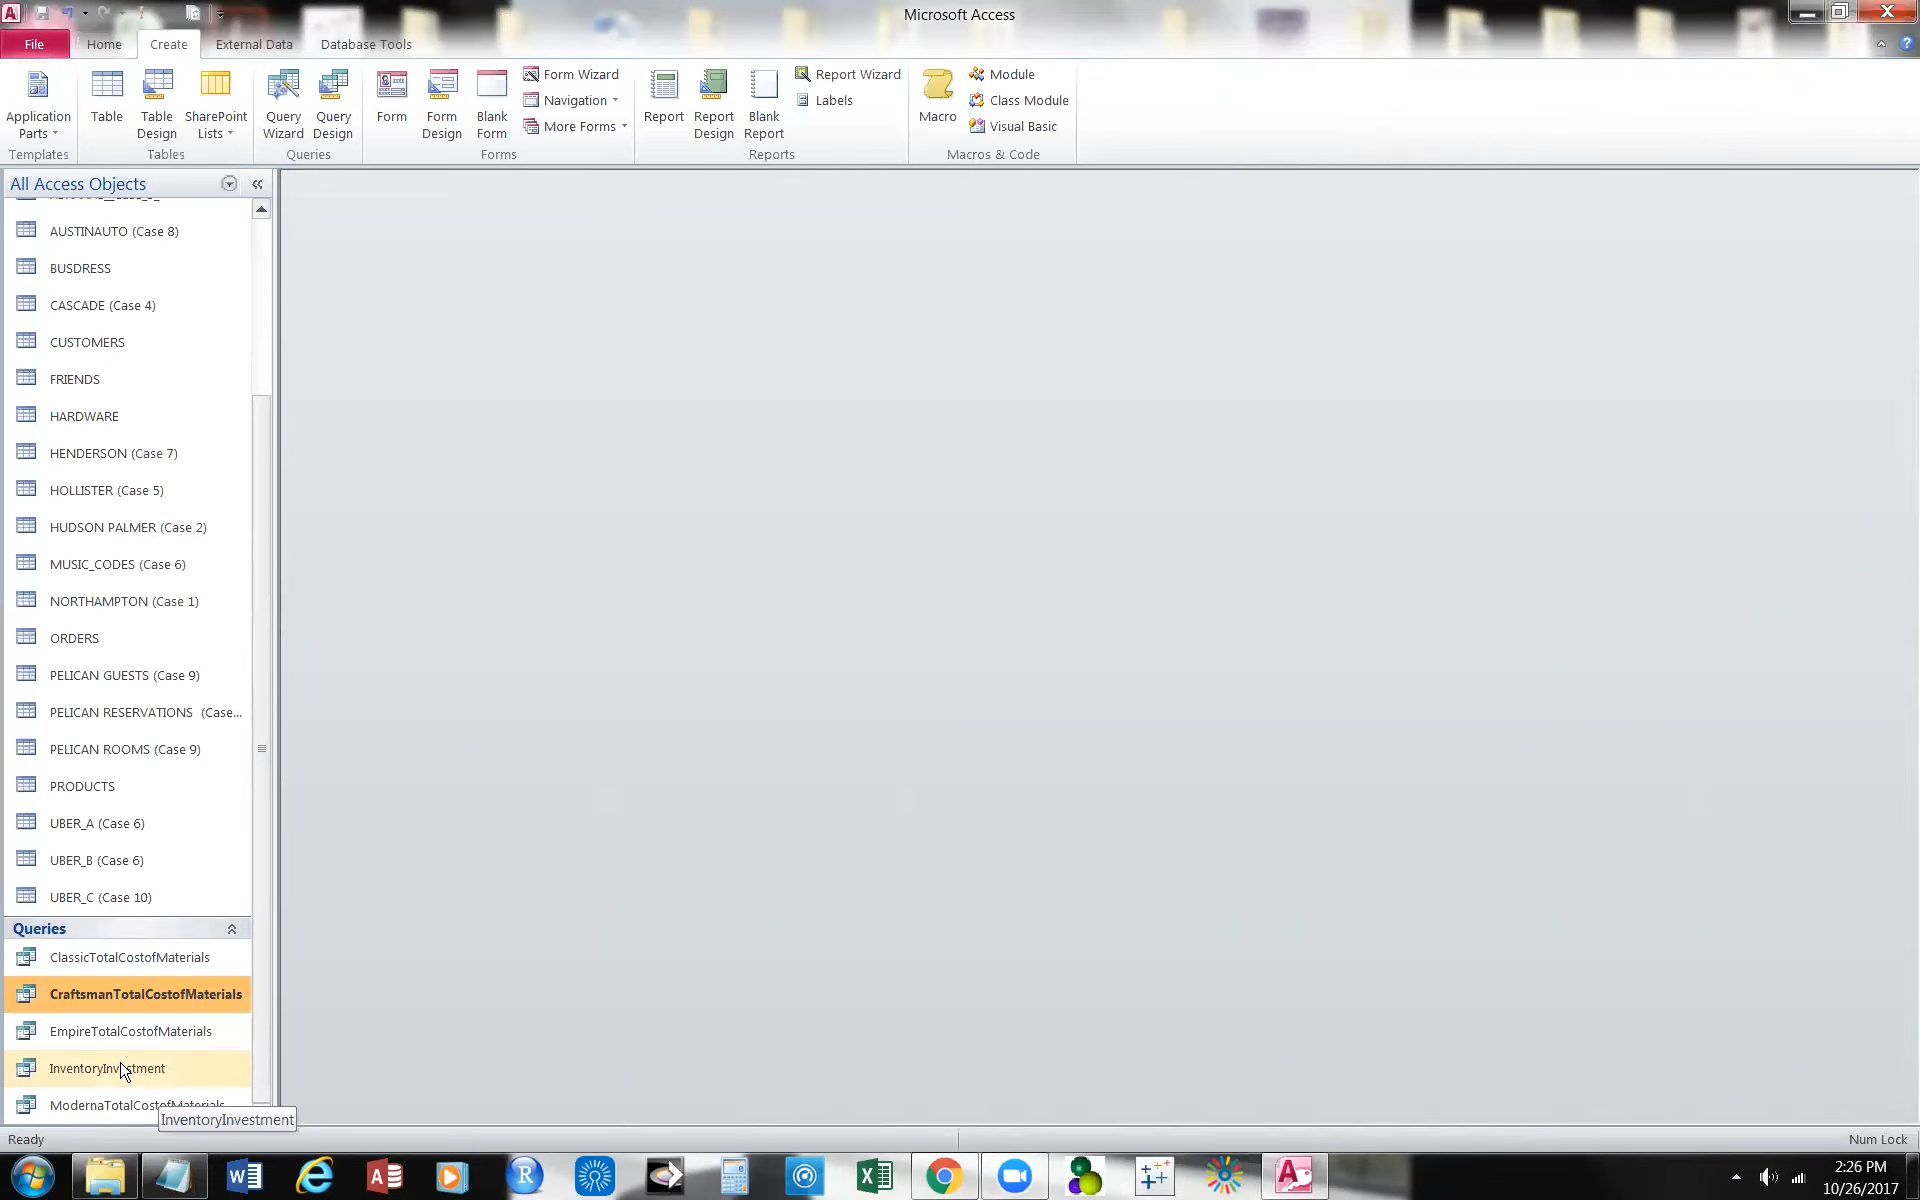 Microsoft Access
File Home Create External Data Database Tools
Application Parts
Templates
Table
Table Design
SharePoint Lists
Tables
Query Wizard
Query Design
Queries
Form
Form Design
Blank Form
Form Wizard
Navigation
More Forms
Forms
Report
Report Design
Blank Report
Report Wizard
Labels
Reports
Macro
Module
Class Module
Visual Basic
Macros & Code
All Access Objects
AUSTINAUTO (Case 8)
BUSDRESS
CASCADE (Case 4)
CUSTOMERS
FRIENDS
HARDWARE
HENDERSON (Case 7)
HOLLISTER (Case 5)
HUDSON PALMER (Case 2)
MUSIC_CODES (Case 6)
NORTHAMPTON (Case 1)
ORDERS
PELICAN GUESTS (Case 9)
PELICAN RESERVATIONS (Case...
PELICAN ROOMS (Case 9)
PRODUCTS
UBER_A (Case 6)
UBER_B (Case 6)
UBER_C (Case 10)
Queries
ClassicTotalCostofMaterials
CraftsmanTotalCostofMaterials
EmpireTotalCostofMaterials
InventoryInvestment
ModernaTotalCostofMaterials
InventoryInvestment
Ready
Num Lock
2:26 PM
10/26/2017